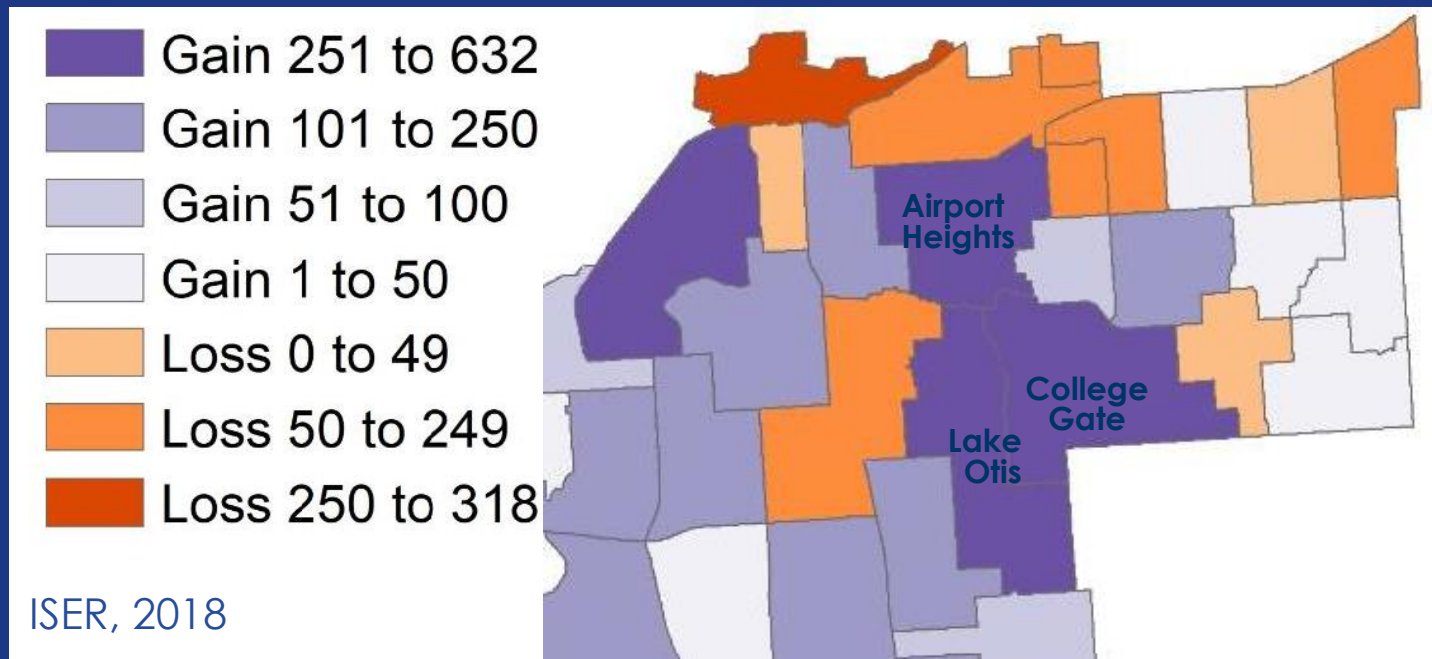 Gain 251 to 632
Gain 101 to 250
Gain 51 to 100
Gain 1 to 50
Loss 0 to 49
Loss 50 to 249
Loss 250 to 318
ISER, 2018
Airport
Heights
College
Gate
Lake
Otis